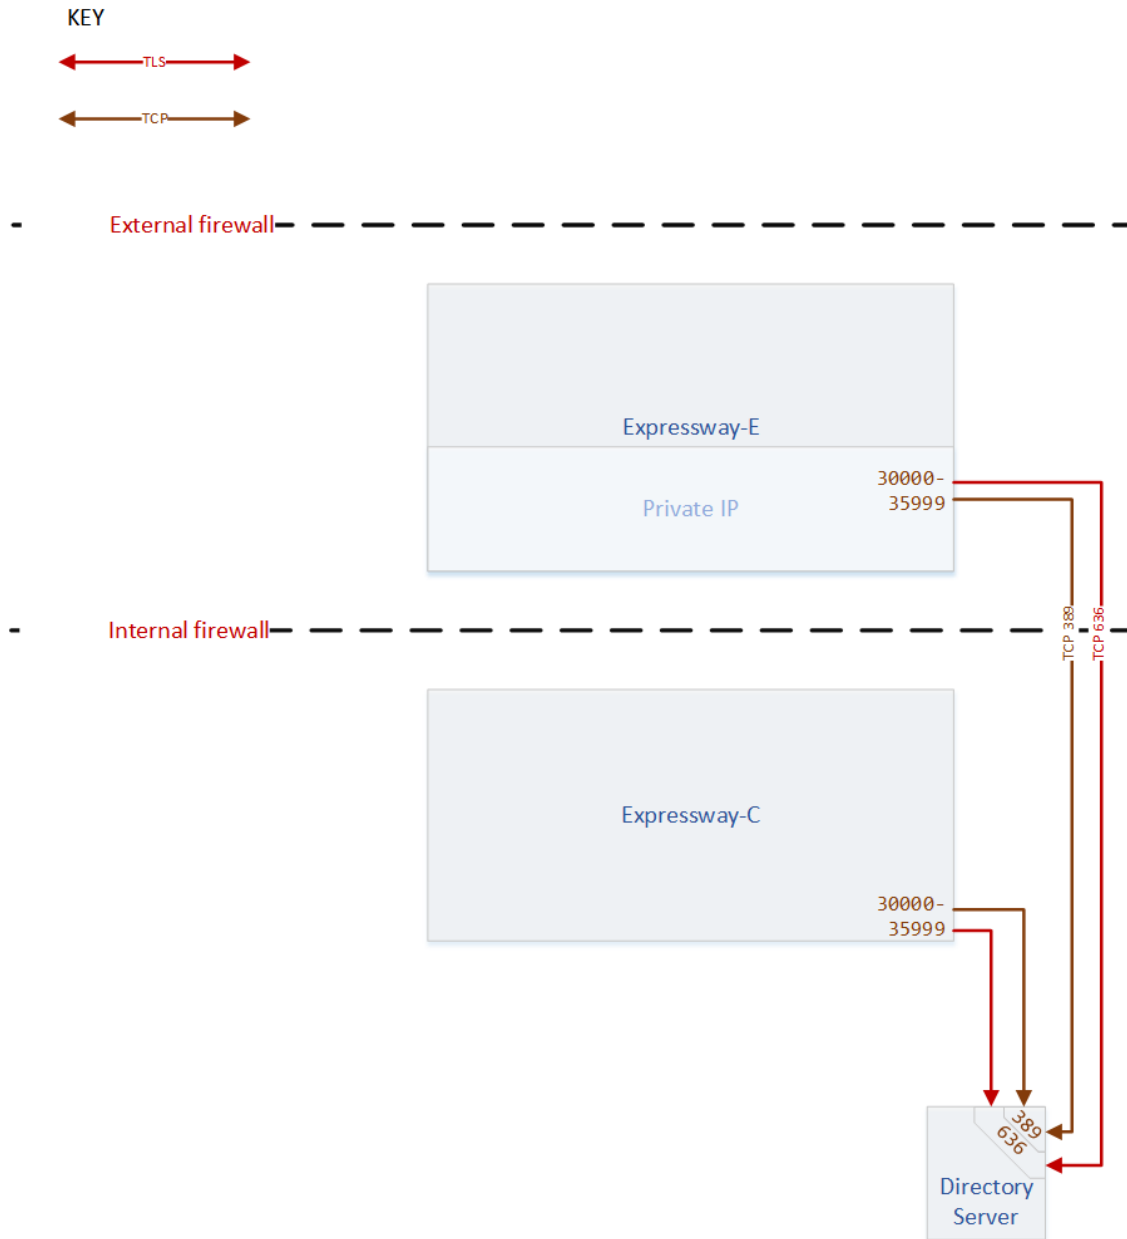 KEY
TLS
TCP
External firewall
Expressway-E
30000-
35999
Private IP
TCP 389
TCP 636
Internal firewall
Expressway-C
30000-
35999
389
636
Directory
Server